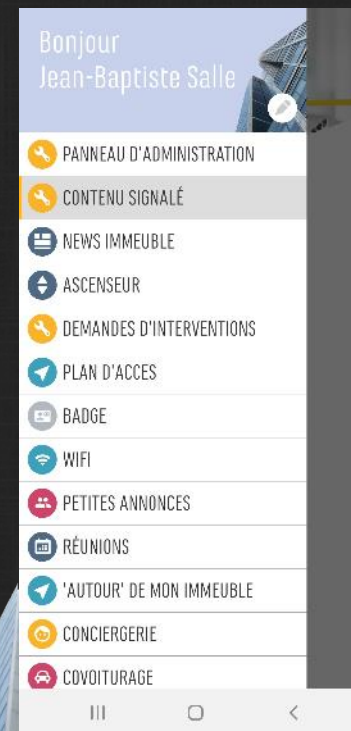 Bonjour
Jean-Baptiste Salle
PANNEAU D'ADMINISTRATION
CONTENU SIGNALÉ
NEWS IMMEUBLE
ASCENSEUR
DEMANDES D'INTERVENTIONS
PLAN D'ACCES
BADGE
WIFI
PETITES ANNONCES
RÉUNIONS
'AUTOUR' DE MON IMMEUBLE
CONCIERGERIE
COVOITURAGE